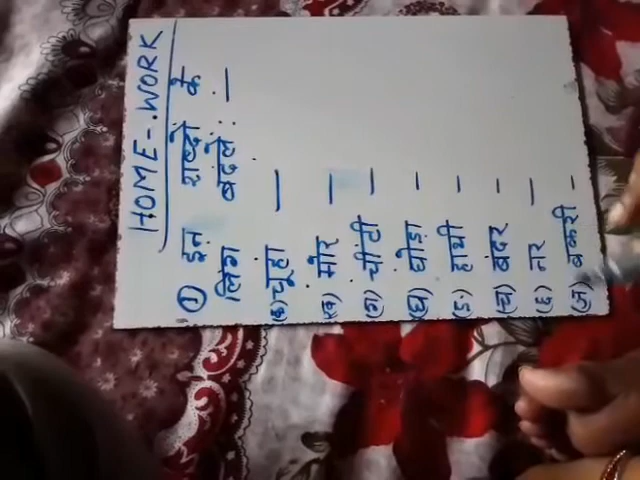 HOME-WORK
① इन शब्दो के
लिंग बदले :—
(क) चूहा —
(ख) मोर —
(ग) चीटी —
(घ) घोड़ा —
(ङ) हाथी —
(च) बंदर —
(छ) नर —
(ज) बकरी —